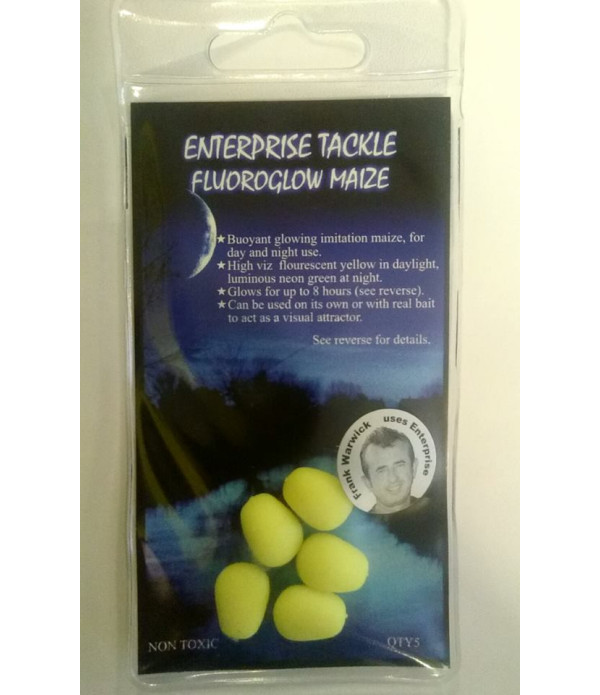 ENTERPRISE TACKLE
FLUOROGLOW MAIZE
★Buoyant glowing imitation maize, for
day and night use.
★High viz flourescent yellow in daylight,
luminous neon green at night.
★Glows for up to 8 hours (see reverse).
★Can be used on its own or with real bait
to act as a visual attractor.
See reverse for details.
Frank Warwick uses Enterprise
NON TOXIC
QTY5